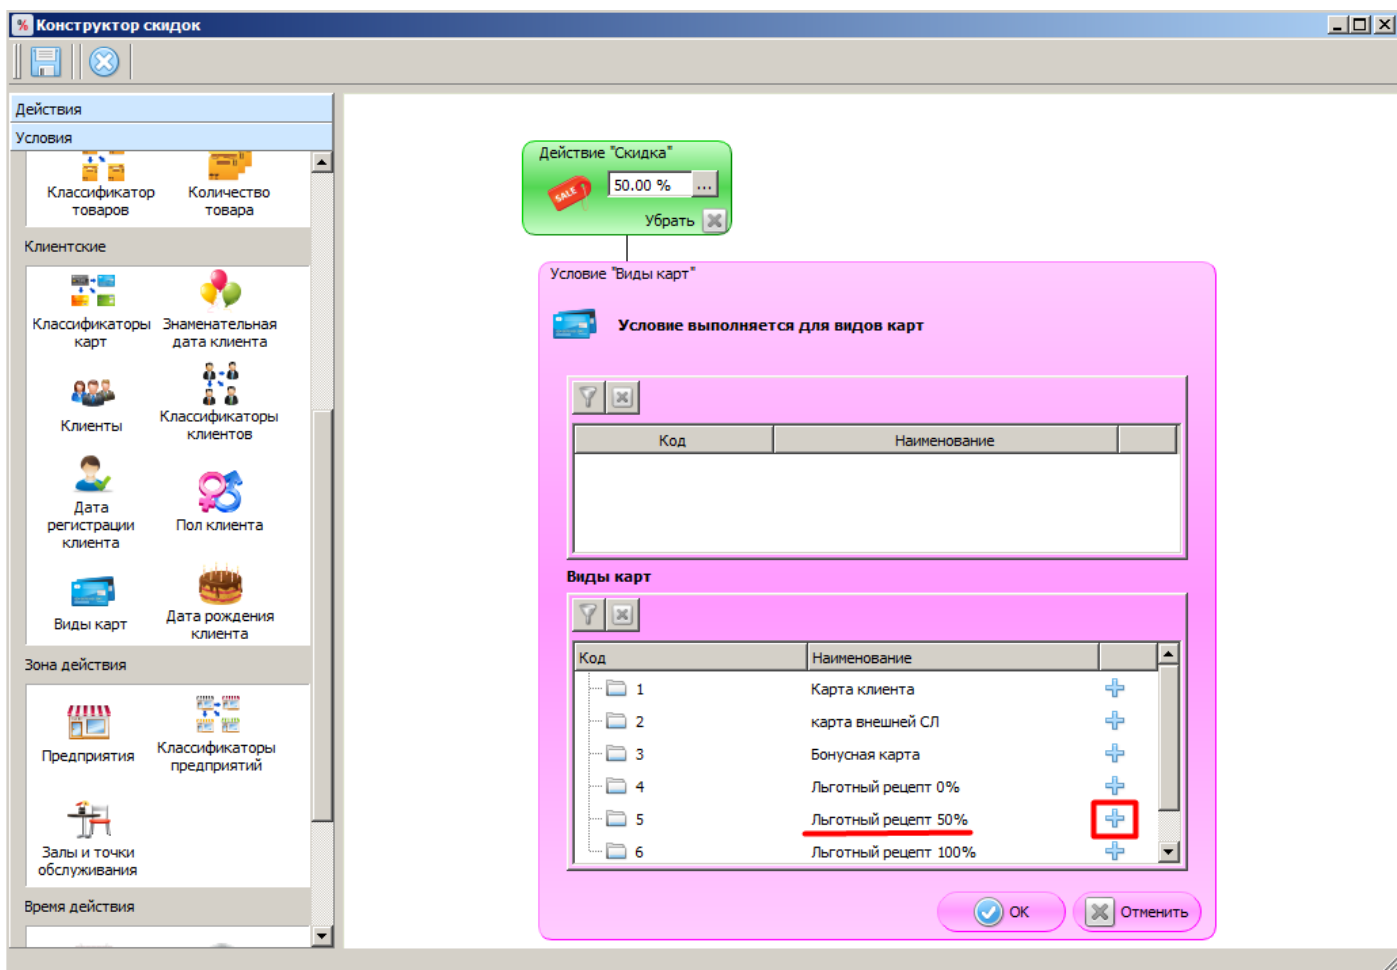 % Конструктор скидок
Действия
Условия
Классификатор
товаров
Количество
товара
Клиентские
Классификаторы
карт
Знаменательная
дата клиента
Клиенты
Классификаторы
клиентов
Дата
регистрации
клиента
Пол клиента
Виды карт
Дата рождения
клиента
Зона действия
Предприятия
Классификаторы
предприятий
Залы и точки
обслуживания
Время действия
Действие "Скидка"
SALE
50.00 % ...
Убрать
Условие "Виды карт"
Условие выполняется для видов карт
Код Наименование
Виды карт
Код Наименование
1 Карта клиента
2 карта внешней СЛ
3 Бонусная карта
4 Льготный рецепт 0%
5 Льготный рецепт 50%
6 Льготный рецепт 100%
ОК Отменить